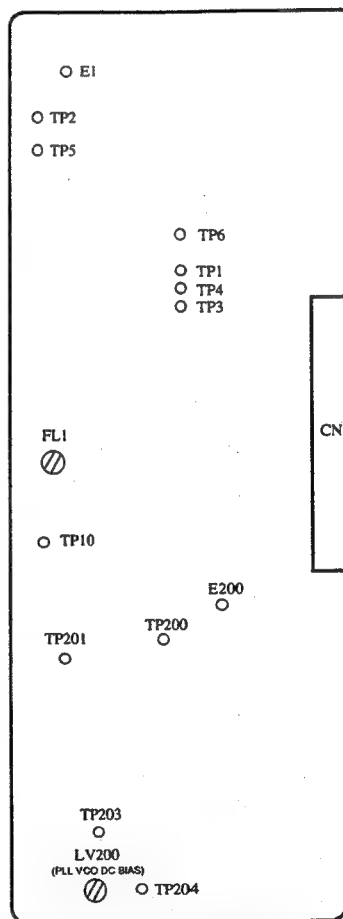 E1
TP2
TP5
TP6
TP1
TP4
TP3
CN
FL1
TP10
E200
TP200
TP201
TP203
LV200
(PLL VCO DC BIAS)
TP204